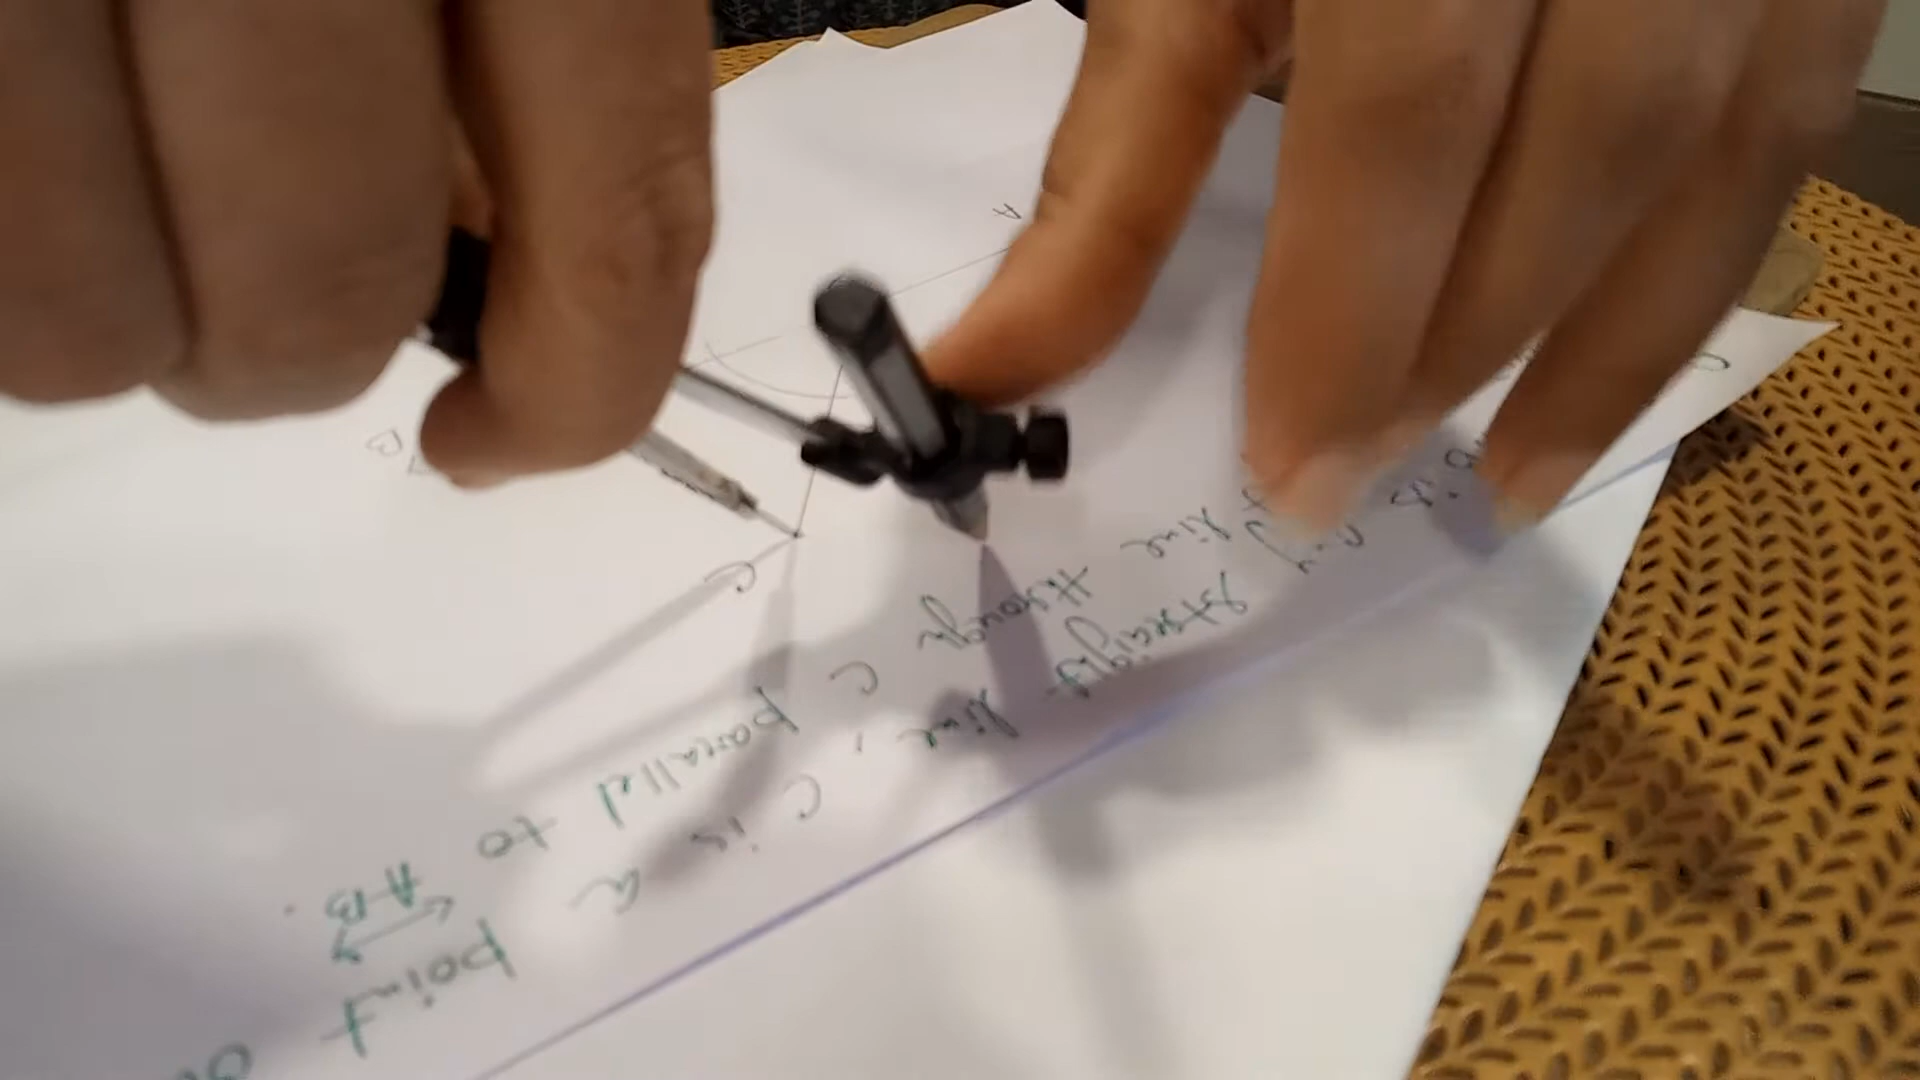 is any straight line, C is a point
line through C parallel to AB.
C
B
A